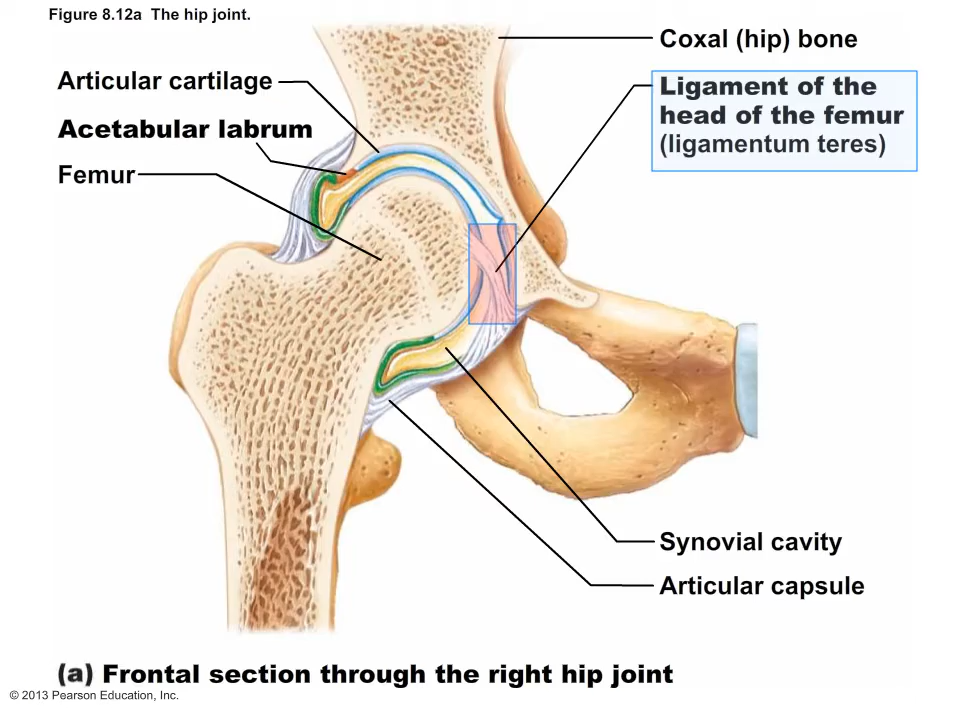 Figure 8.12a  The hip joint.
Coxal (hip) bone
Articular cartilage
Ligament of the
head of the femur
(ligamentum teres)
Acetabular labrum
Femur
Synovial cavity
Articular capsule
(a) Frontal section through the right hip joint
© 2013 Pearson Education, Inc.